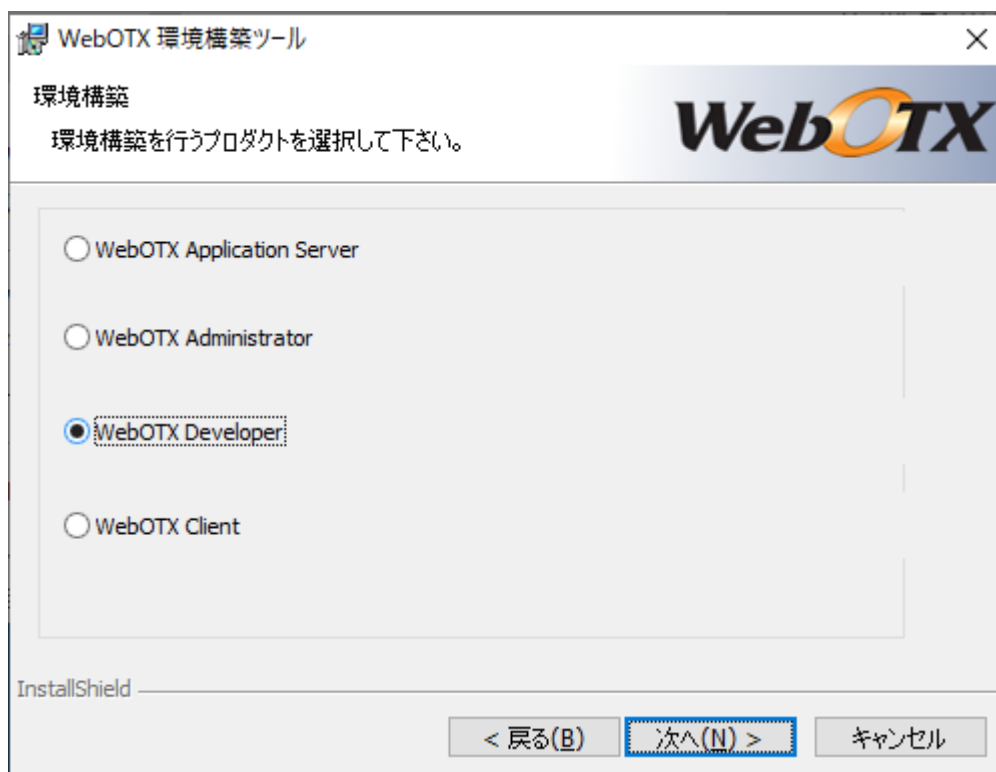 WebOTX 環境構築ツール
環境構築
環境構築を行うプロダクトを選択して下さい。
WebOTX
WebOTX Application Server
WebOTX Administrator
WebOTX Developer
WebOTX Client
InstallShield
< 戻る(B)
次へ(N) >
キャンセル